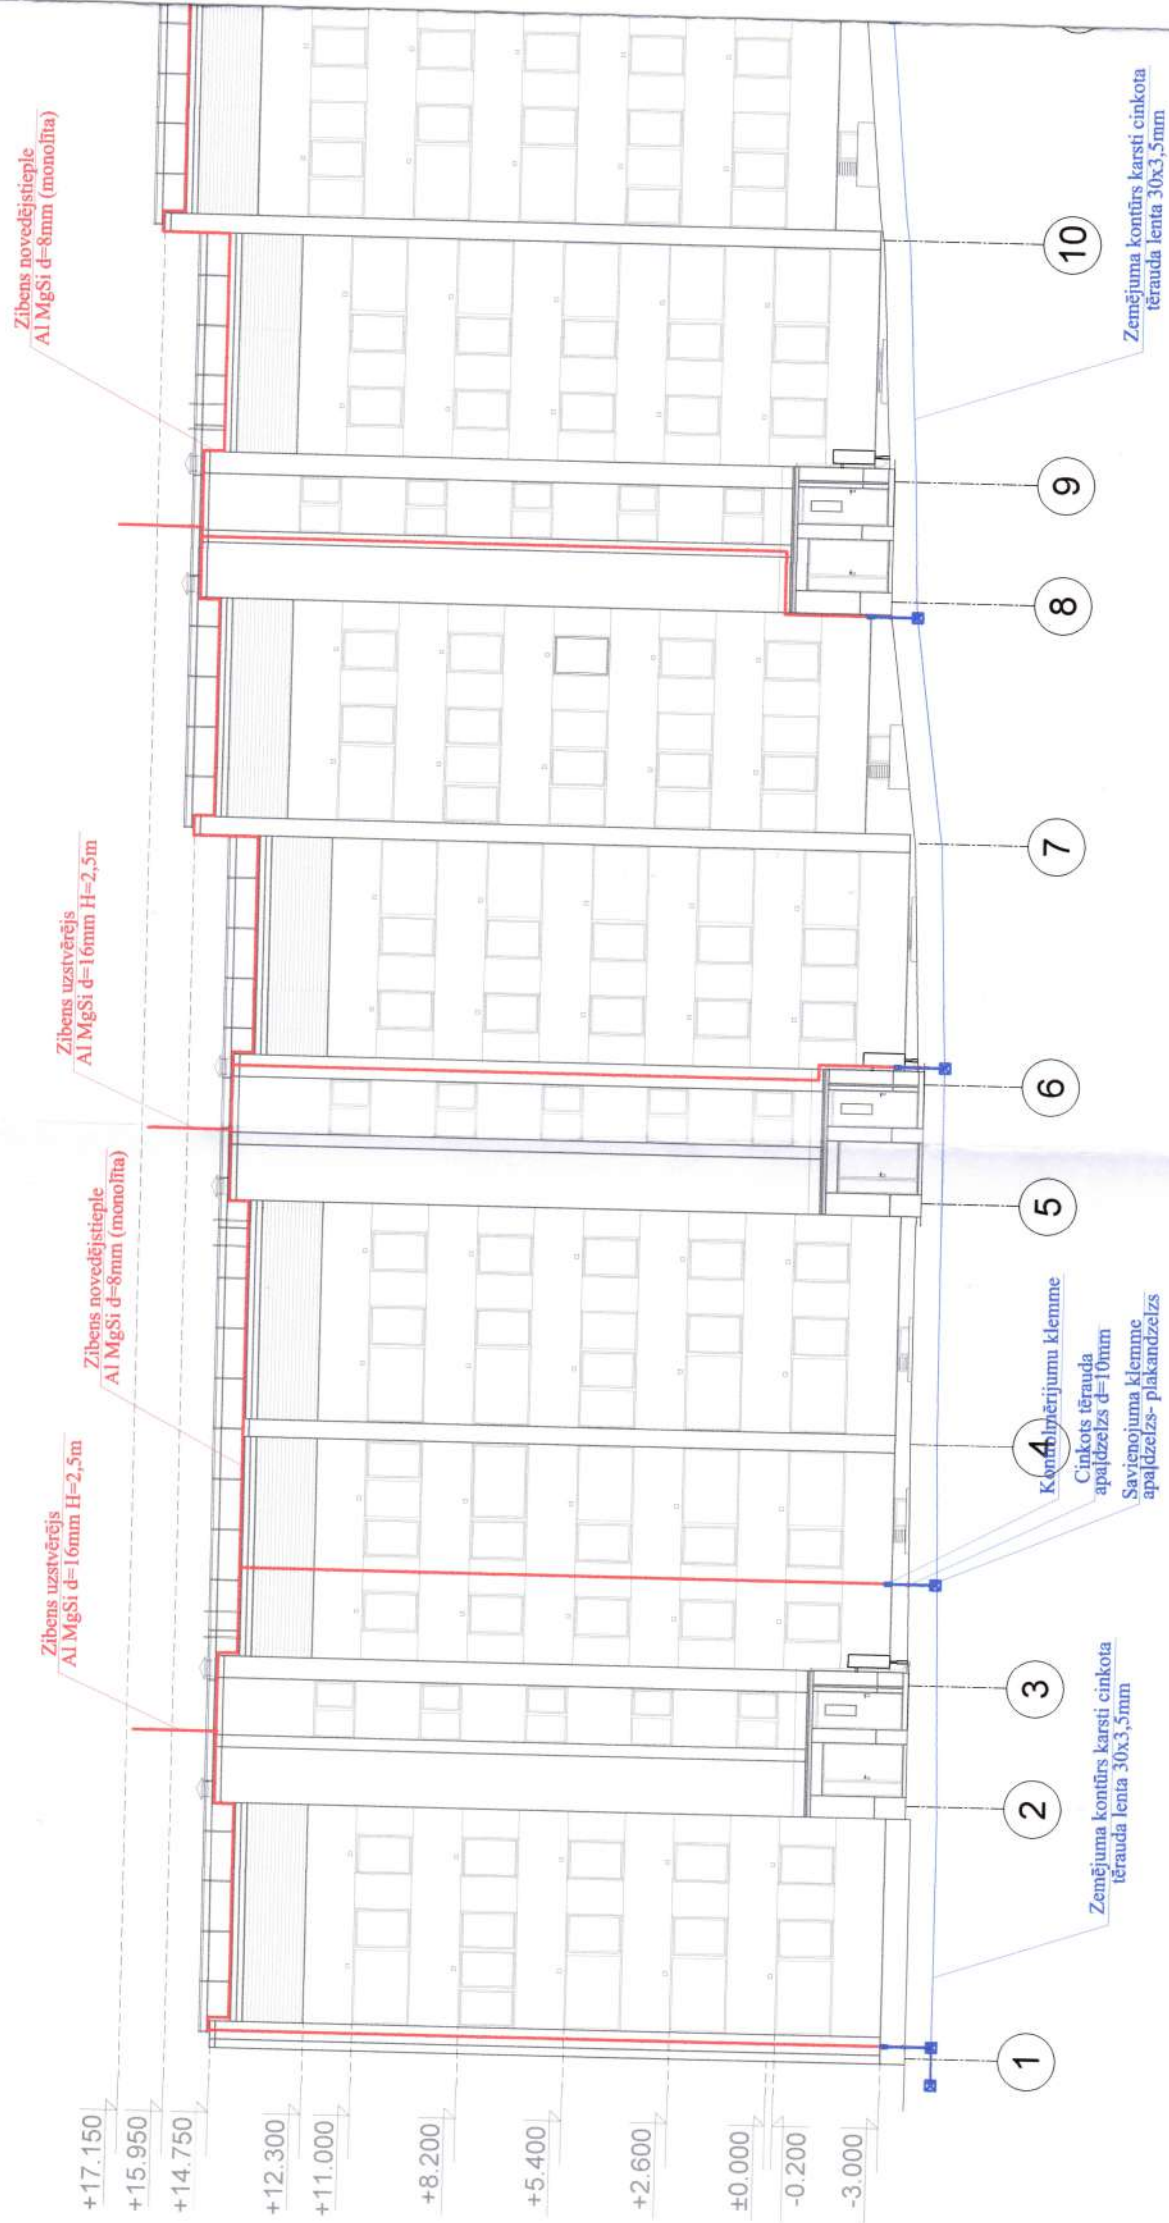 Zibens uzstvērējs
Al MgSi d=16mm H=2,5m
Zibens novedējstieple
Al MgSi d=8mm (monolīta)
Zibens uzstvērējs
Al MgSi d=16mm H=2,5m
Zibens novedējstieple
Al MgSi d=8mm (monolīta)
+17.150
+15.950
+14.750
+12.300
+11.000
+8.200
+5.400
+2.600
±0.000
-0.200
-3.000
1
2
3
4
5
6
7
8
9
10
Kontrolmērījumu klemme
Cinkots tērauda
apaļdzelzs d=10mm
Savienojuma klemme
apaļdzelzs- plakandzelzs
Zemējuma kontūrs karsti cinkota
tērauda lenta 30x3,5mm
Zemējuma kontūrs karsti cinkota
tērauda lenta 30x3,5mm